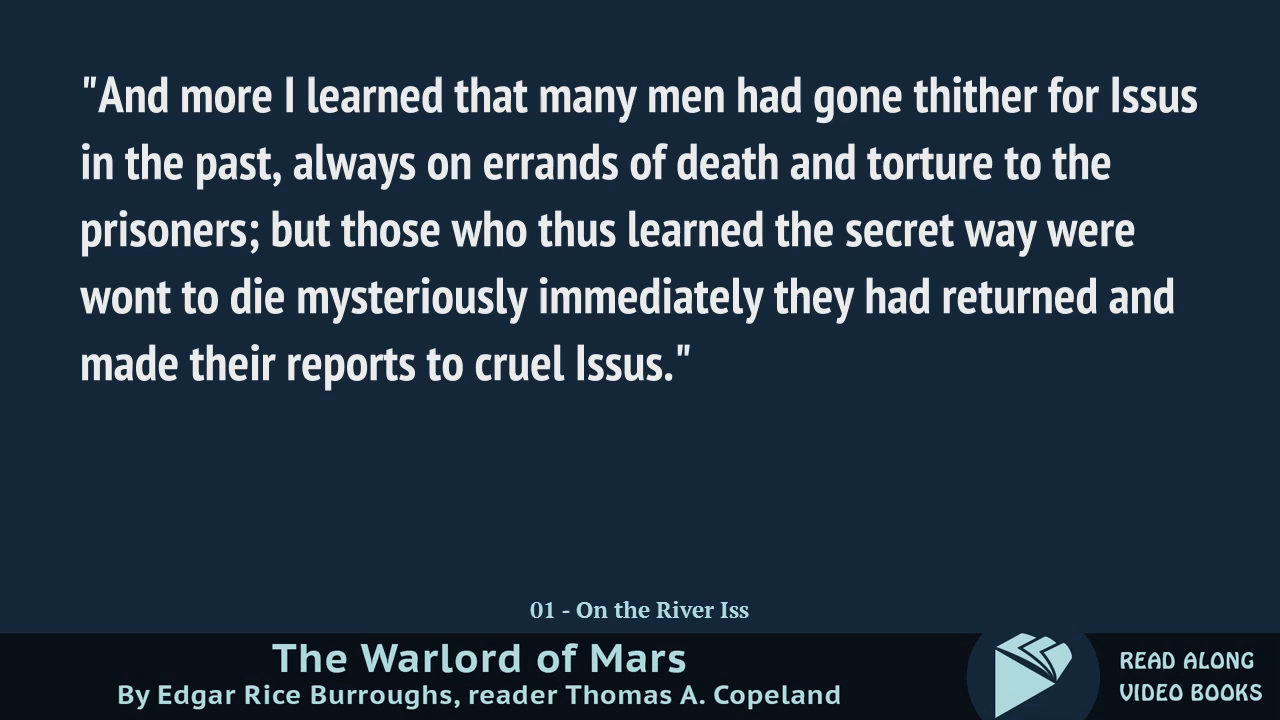 "And more I learned that many men had gone thither for Issus
in the past, always on errands of death and torture to the
prisoners; but those who thus learned the secret way were
wont to die mysteriously immediately they had returned and
made their reports to cruel Issus."
01 - On the River Iss
The Warlord of Mars
By Edgar Rice Burroughs, reader Thomas A. Copeland
READ ALONG
VIDEO BOOKS